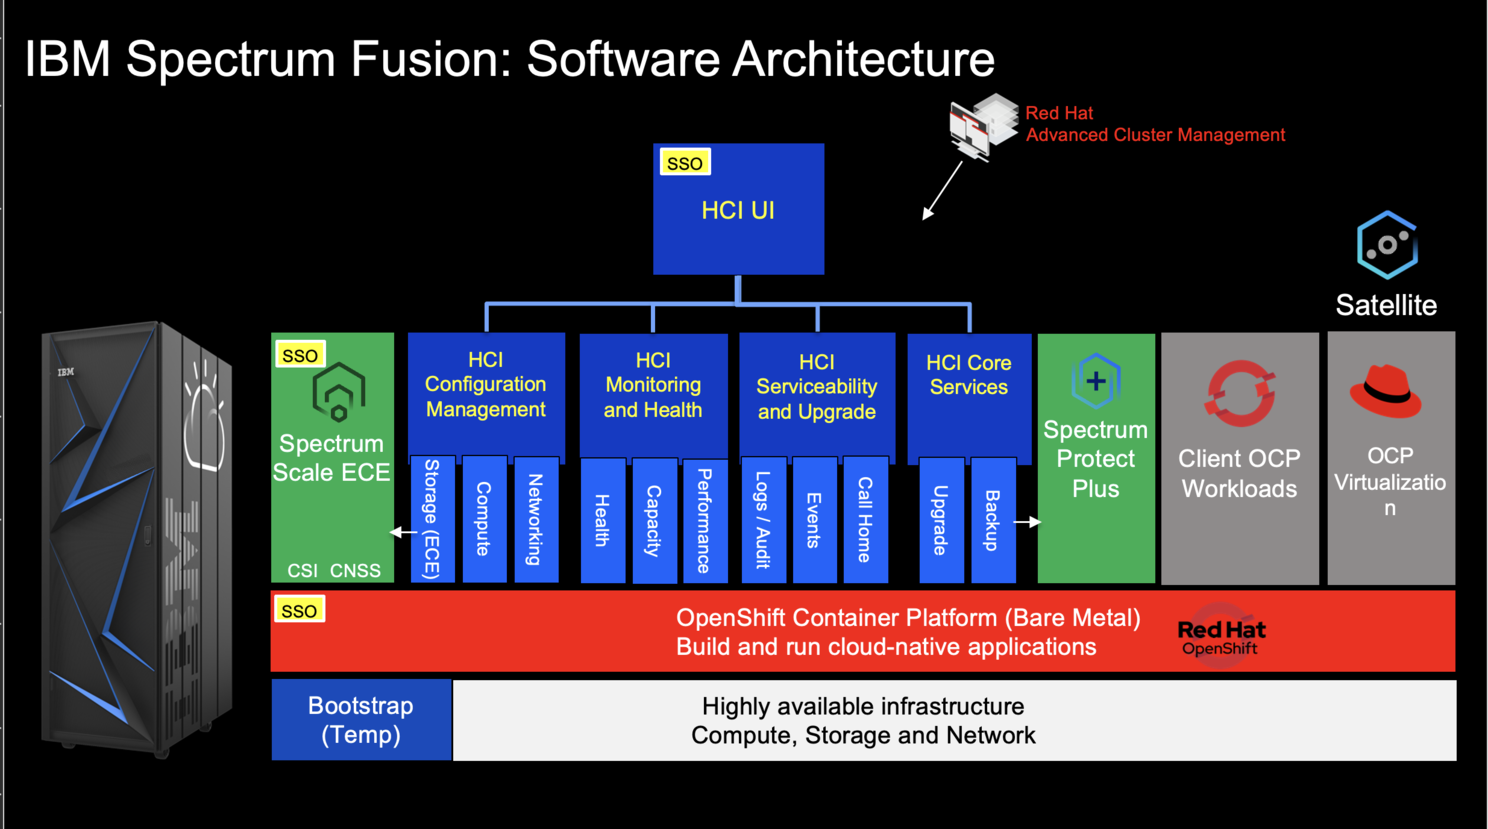 IBM Spectrum Fusion: Software Architecture
Red Hat
Advanced Cluster Management
SSO
HCI UI
Satellite
IBM
IBM
SSO
Spectrum
Scale ECE
CSI CNSS
HCI
Configuration
Management
Storage (ECE)
Compute
Networking
HCI
Monitoring
and Health
Health
Capacity
Performance
HCI
Serviceability
and Upgrade
Logs / Audit
Events
Call Home
HCI Core
Services
Upgrade
Backup
Spectrum
Protect
Plus
Client OCP
Workloads
OCP
Virtualizatio
n
SSO
OpenShift Container Platform (Bare Metal)
Build and run cloud-native applications
Red Hat
OpenShift
Bootstrap
(Temp)
Highly available infrastructure
Compute, Storage and Network